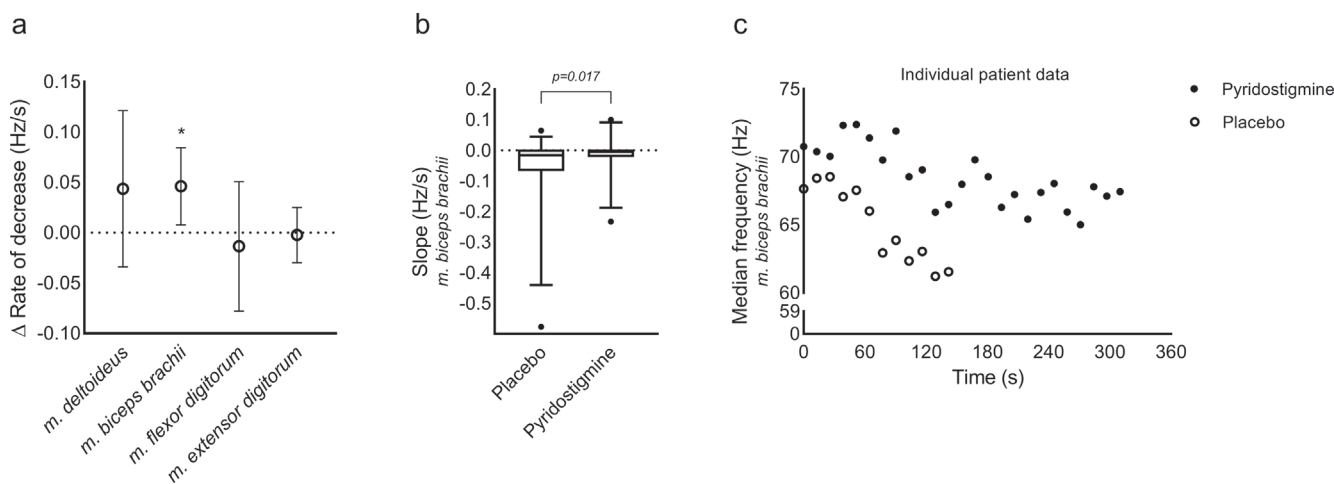 a
Δ Rate of decrease (Hz/s)
0.15
0.10
0.05
0.00
-0.05
-0.10
*
m. deltoideus
m. biceps brachii
m. flexor digitorum
m. extensor digitorum
b
p=0.017
Slope (Hz/s)
m. biceps brachii
0.2
0.1
0.0
-0.1
-0.2
-0.3
-0.4
-0.5
Placebo
Pyridostigmine
c
Individual patient data
Median frequency (Hz)
m. biceps brachii
75
70
65
60
59
0
0 60 120 180 240 300 360
Time (s)
Pyridostigmine
Placebo